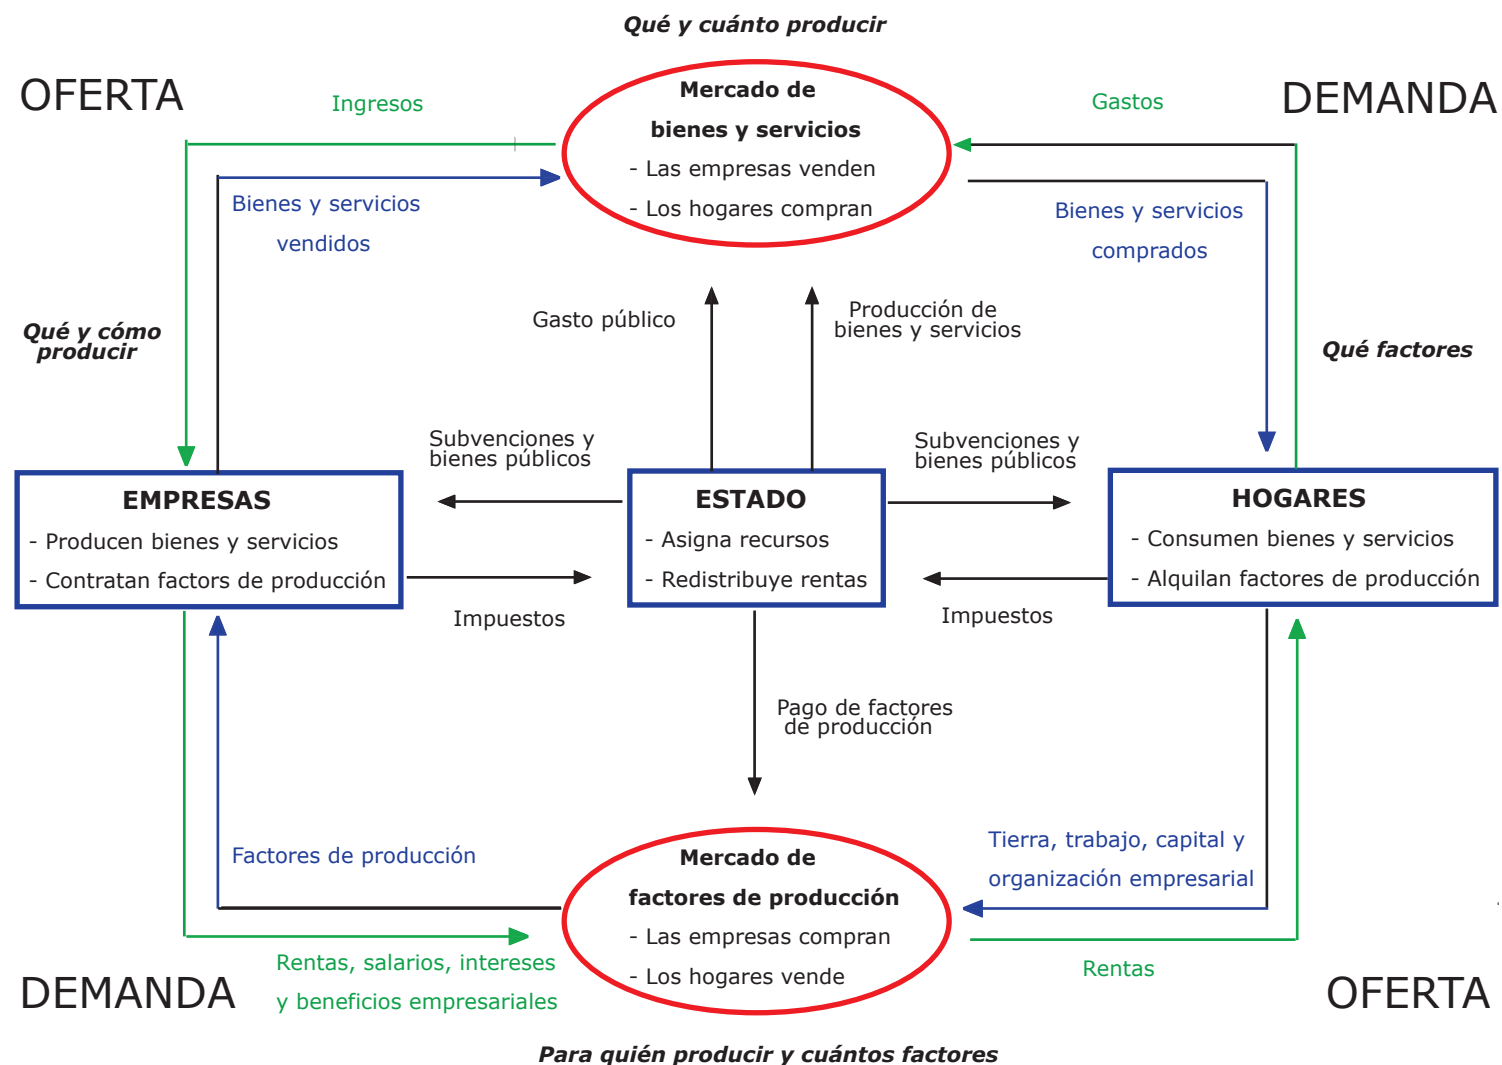 Qué y cuánto producir
OFERTA
Ingresos
Mercado de
bienes y servicios
- Las empresas venden
- Los hogares compran
Gastos
DEMANDA
Bienes y servicios
vendidos
Bienes y servicios
comprados
Qué y cómo
producir
Gasto público
Producción de
bienes y servicios
Qué factores
Subvenciones y
bienes públicos
Subvenciones y
bienes públicos
EMPRESAS
- Producen bienes y servicios
- Contratan factors de producción
ESTADO
- Asigna recursos
- Redistribuye rentas
HOGARES
- Consumen bienes y servicios
- Alquilan factores de producción
Impuestos
Impuestos
Pago de factores
de producción
Factores de producción
Mercado de
factores de producción
- Las empresas compran
- Los hogares vende
Tierra, trabajo, capital y
organización empresarial
DEMANDA
Rentas, salarios, intereses
y beneficios empresariales
Rentas
OFERTA
Para quién producir y cuántos factores